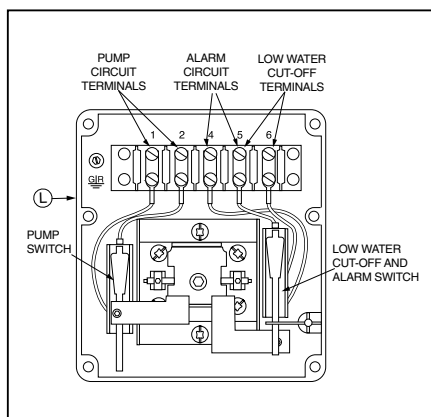 PUMP
CIRCUIT
TERMINALS
ALARM
CIRCUIT
TERMINALS
LOW WATER
CUT-OFF
TERMINALS
1 2 4 5 6
G/R
L
PUMP
SWITCH
LOW WATER
CUT-OFF AND
ALARM SWITCH